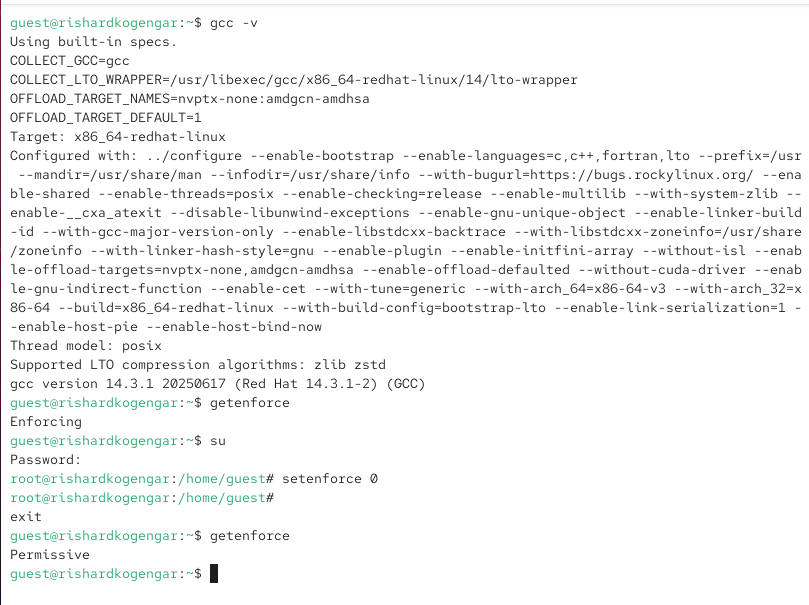 guest@rishardkogengar:~$ gcc -v
Using built-in specs.
COLLECT_GCC=gcc
COLLECT_LTO_WRAPPER=/usr/libexec/gcc/x86_64-redhat-linux/14/lto-wrapper
OFFLOAD_TARGET_NAMES=nvptx-none:amdgcn-amdhsa
OFFLOAD_TARGET_DEFAULT=1
Target: x86_64-redhat-linux
Configured with: ../configure --enable-bootstrap --enable-languages=c,c++,fortran,lto --prefix=/usr
 --mandir=/usr/share/man --infodir=/usr/share/info --with-bugurl=https://bugs.rockylinux.org/ --ena
ble-shared --enable-threads=posix --enable-checking=release --enable-multilib --with-system-zlib --
enable-__cxa_atexit --disable-libunwind-exceptions --enable-gnu-unique-object --enable-linker-build
-id --with-gcc-major-version-only --enable-libstdcxx-backtrace --with-libstdcxx-zoneinfo=/usr/share
/zoneinfo --with-linker-hash-style=gnu --enable-plugin --enable-initfini-array --without-isl --enab
le-offload-targets=nvptx-none,amdgcn-amdhsa --enable-offload-defaulted --without-cuda-driver --enab
le-gnu-indirect-function --enable-cet --with-tune=generic --with-arch_64=x86-64-v3 --with-arch_32=x
86-64 --build=x86_64-redhat-linux --with-build-config=bootstrap-lto --enable-link-serialization=1 -
-enable-host-pie --enable-host-bind-now
Thread model: posix
Supported LTO compression algorithms: zlib zstd
gcc version 14.3.1 20250617 (Red Hat 14.3.1-2) (GCC)
guest@rishardkogengar:~$ getenforce
Enforcing
guest@rishardkogengar:~$ su
Password:
root@rishardkogengar:/home/guest# setenforce 0
root@rishardkogengar:/home/guest#
exit
guest@rishardkogengar:~$ getenforce
Permissive
guest@rishardkogengar:~$